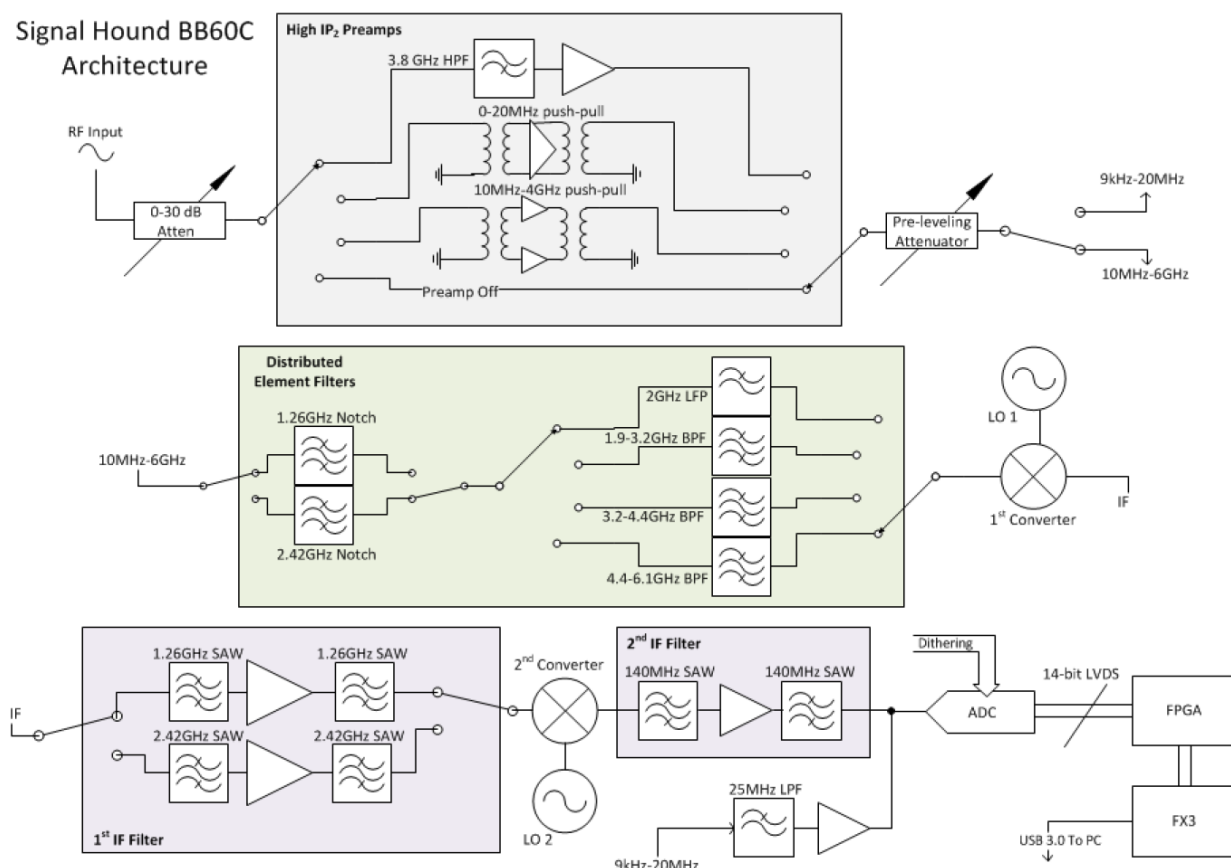 Signal Hound BB60C
Architecture
High IP₂ Preamps
3.8 GHz HPF
0-20MHz push-pull
RF Input
10MHz-4GHz push-pull
0-30 dB
Atten
Preamp Off
Pre-leveling
Attenuator
9kHz-20MHz
10MHz-6GHz
Distributed
Element Filters
1.26GHz Notch
10MHz-6GHz
2.42GHz Notch
2GHz LFP
1.9-3.2GHz BPF
3.2-4.4GHz BPF
4.4-6.1GHz BPF
LO 1
1st Converter
IF
IF
1.26GHz SAW
1.26GHz SAW
2.42GHz SAW
2.42GHz SAW
1st IF Filter
2nd Converter
LO 2
2nd IF Filter
140MHz SAW
140MHz SAW
25MHz LPF
9kHz-20MHz
Dithering
ADC
14-bit LVDS
FPGA
FX3
USB 3.0 To PC